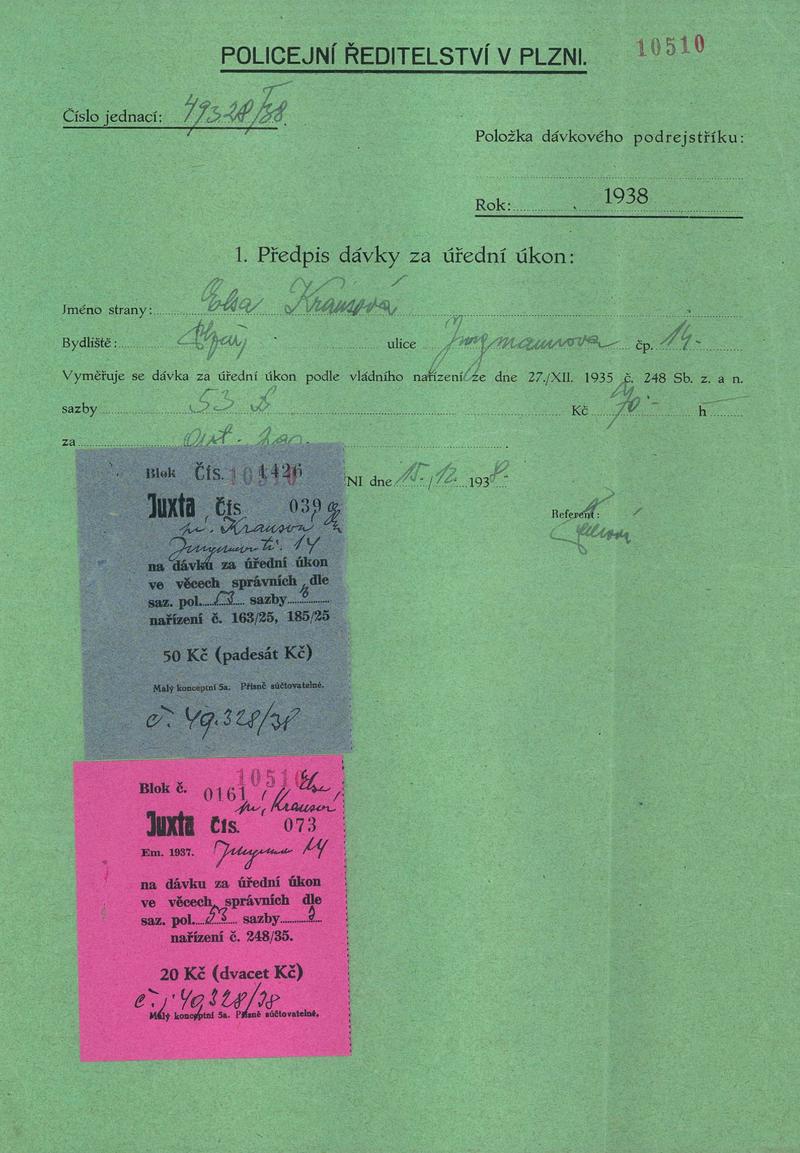 10510
POLICEJNÍ ŘEDITELSTVÍ V PLZNI.
Číslo jednací: 49328/38
Položka dávkového podrejstříku:
Rok: 1938
1. Předpis dávky za úřední úkon:
Jméno strany: Elsa Krausová
Bydliště: ulice Jungmannova čp. 14-
Vyměřuje se dávka za úřední úkon podle vládního nařízení ze dne 27./XII. 1935 č. 248 Sb. z. a n.
sazby 53 Kč 70·- h
za
NI dne 15/12 1938
Referent:
Blok Čís. 1426
10510
Juxta Čís 039
Krausová
14
na dávku za úřední úkon
ve věcech správních dle
saz. pol. 53 sazby
nařízení č. 163/25, 185/25
50 Kč (padesát Kč)
Malý konceptní 5a. Přísně súčtovatelné.
č. 49.328/38
10510
Blok č. 0161
Krausová
Juxta Čís. 073
Em. 1937. 14
na dávku za úřední úkon
ve věcech správních dle
saz. pol. 53 sazby
nařízení č. 248/35.
20 Kč (dvacet Kč)
č.j. 49328/38
Malý konceptní 5a. Přísně súčtovatelné.